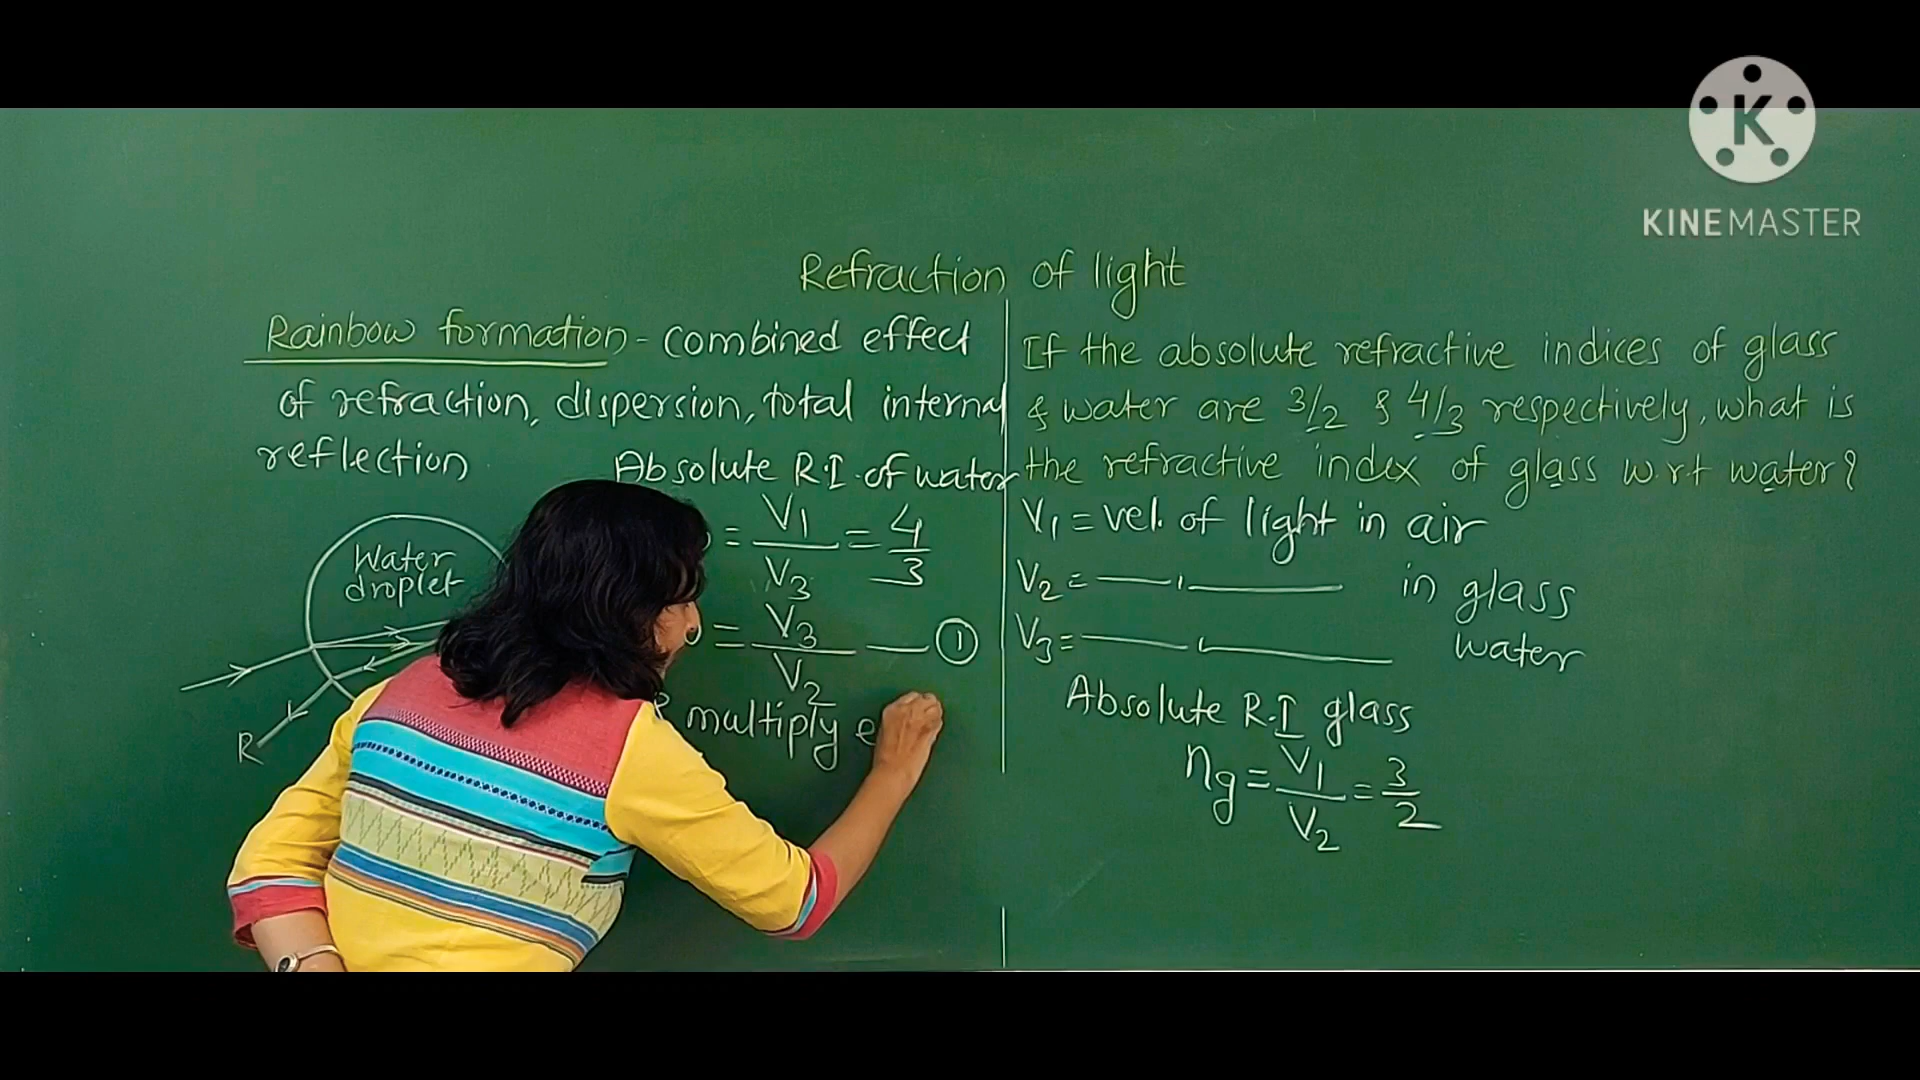 KINEMASTER
Refraction of light
Rainbow formation - combined effect
of refraction, dispersion, total internal
reflection
Water
droplet
R
Absolute R.I. of water
= V1/V3 = 4/3
= V3/V2 — ①
multiply e
If the absolute refractive indices of glass
& water are 3/2 & 4/3 respectively, what is
the refractive index of glass w.r.t water?
V1 = vel. of light in air
V2 = — ı — in glass
V3 = — ı — water
Absolute R.I glass
ng = V1/V2 = 3/2